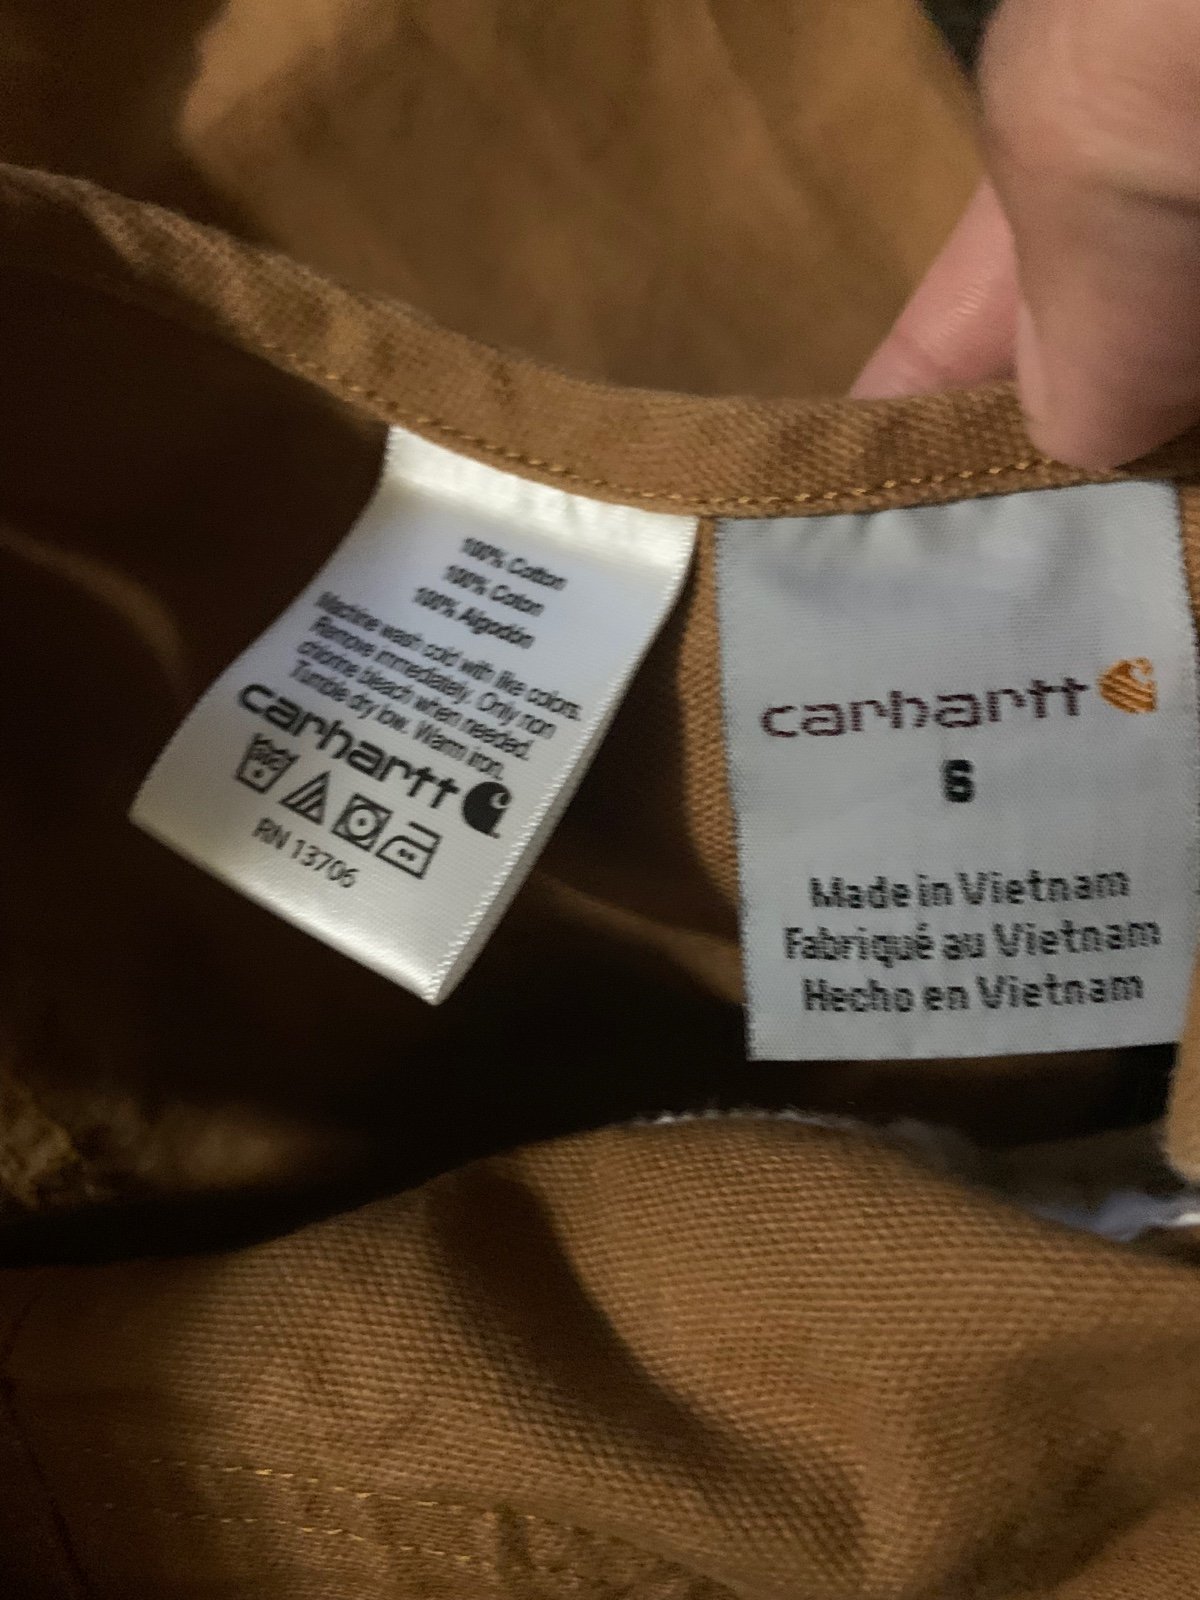 100% Cotton
100% Coton
100% Algodón
Machine wash cold with like colors.
Remove immediately. Only non
chlorine bleach when needed.
Tumble dry low. Warm iron.
carhartt
RN 13706
carhartt
6
Made in Vietnam
Fabriqué au Vietnam
Hecho en Vietnam